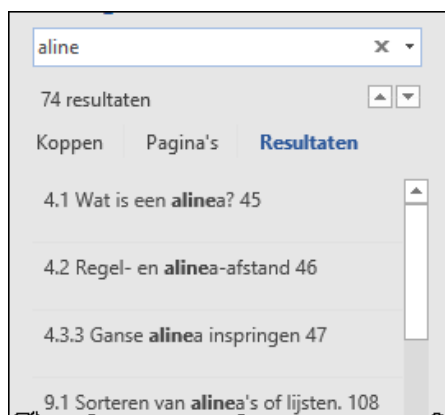 aline
74 resultaten
Koppen Pagina's Resultaten
4.1 Wat is een alinea? 45
4.2 Regel- en alinea-afstand 46
4.3.3 Ganse alinea inspringen 47
9.1 Sorteren van alinea's of lijsten. 108